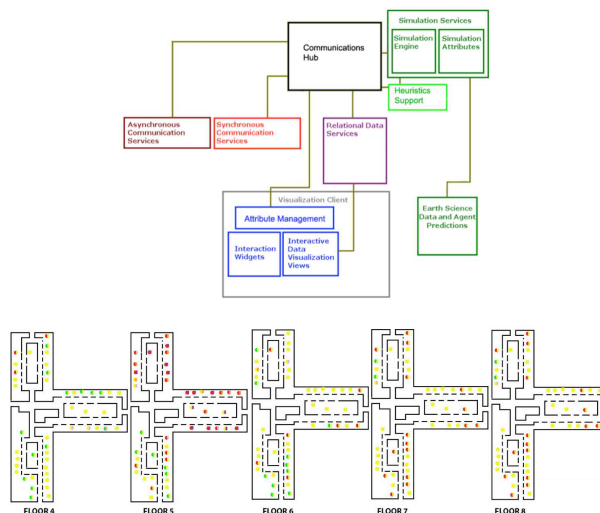 Simulation Services
Simulation
Engine
Simulation
Attributes
Communications
Hub
Heuristics
Support
Asynchronous
Communication
Services
Synchronous
Communication
Services
Relational Data
Services
Visualization Client
Attribute Management
Interaction
Widgets
Interactive
Data
Visualization
Views
Earth Science
Data and Agent
Predictions
FLOOR 4
FLOOR 5
FLOOR 6
FLOOR 7
FLOOR 8